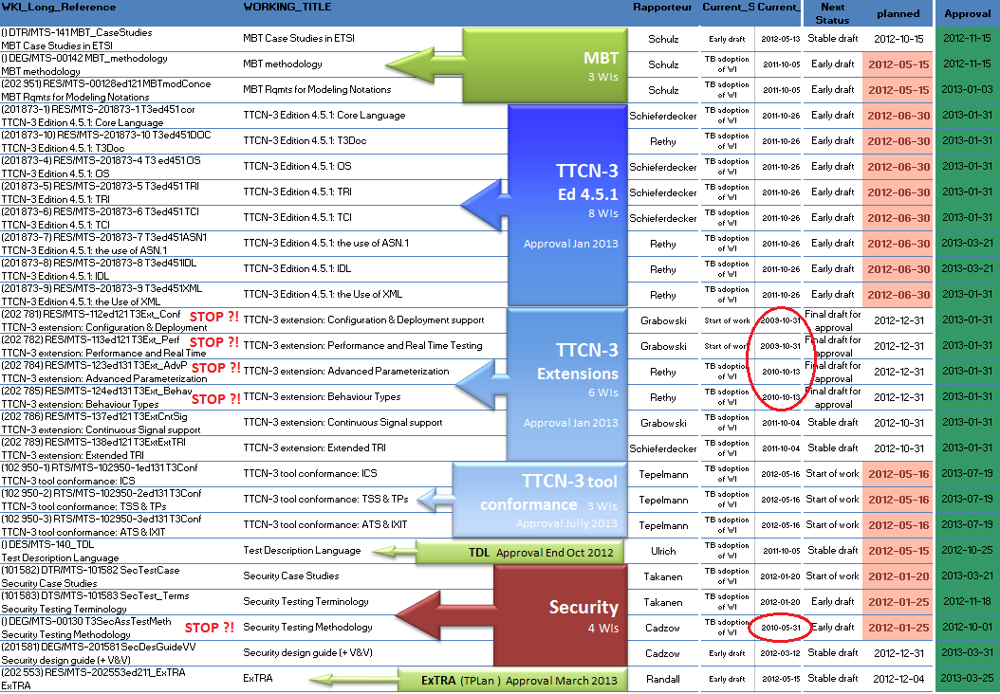 WKI_Long_Reference WORKING_TITLE Rapporteur Current_S Current_ Next Status planned Approval
() DTR/MTS-141 MBT_CaseStudies
MBT Case Studies in ETSI MBT Case Studies in ETSI Schulz Early draft 2012-05-13 Stable draft 2012-10-15 2012-11-15
() DEG/MTS-00142 MBT_methodology
MBT methodology MBT methodology Schulz TB adoption of WI 2011-10-05 Early draft 2012-05-15 2012-11-15
(202 951) RES/MTS-00128ed121 MBTmodConce
MBT Rqmts for Modeling Notations MBT Rqmts for Modeling Notations Schulz TB adoption of WI 2011-10-05 Early draft 2012-05-15 2013-01-03
MBT
3 WIs
(201 873-1) RES/MTS-201873-1 T3ed451 cor
TTCN-3 Edition 4.5.1: Core Language TTCN-3 Edition 4.5.1: Core Language Schieferdecker TB adoption of WI 2011-10-26 Early draft 2012-06-30 2013-01-31
(201 873-10) RES/MTS-201873-10 T3ed451DOC
TTCN-3 Edition 4.5.1: T3Doc TTCN-3 Edition 4.5.1: T3Doc Rethy TB adoption of WI 2011-10-26 Early draft 2012-06-30 2013-01-31
(201 873-4) RES/MTS-201873-4 T3 ed451 OS
TTCN-3 Edition 4.5.1: OS TTCN-3 Edition 4.5.1: OS Schieferdecker TB adoption of WI 2011-10-26 Early draft 2012-06-30 2013-01-31
(201 873-5) RES/MTS-201873-5 T3ed451TRI
TTCN-3 Edition 4.5.1: TRI TTCN-3 Edition 4.5.1: TRI Schieferdecker TB adoption of WI 2011-10-26 Early draft 2012-06-30 2013-01-31
(201 873-6) RES/MTS-201873-6 T3ed451TCI
TTCN-3 Edition 4.5.1: TCI TTCN-3 Edition 4.5.1: TCI Schieferdecker TB adoption of WI 2011-10-26 Early draft 2012-06-30 2013-01-31
(201 873-7) RES/MTS-201873-7 T3ed451ASN1
TTCN-3 Edition 4.5.1: the use of ASN.1 TTCN-3 Edition 4.5.1: the use of ASN.1 Rethy TB adoption of WI 2011-10-26 Early draft 2012-06-30 2013-03-21
(201 873-8) RES/MTS-201873-8 T3ed451IDL
TTCN-3 Edition 4.5.1: IDL TTCN-3 Edition 4.5.1: IDL Rethy TB adoption of WI 2011-10-26 Early draft 2012-06-30 2013-03-21
(201 873-9) RES/MTS-201873-9 T3ed451XML
TTCN-3 Edition 4.5.1: the Use of XML TTCN-3 Edition 4.5.1: the Use of XML Rethy TB adoption of WI 2011-10-26 Early draft 2012-06-30 2013-01-31
TTCN-3
Ed 4.5.1
8 WIs
Approval Jan 2013
(202 781) RES/MTS-112ed121 T3Ext_Conf STOP ?!
TTCN-3 extension: Configuration & Deployment TTCN-3 extension: Configuration & Deployment support Grabowski Start of work 2009-10-31 Final draft for approval 2012-12-31 2013-01-31
(202 782) RES/MTS-113ed121 T3Ext_Perf STOP ?!
TTCN-3 extension: Performance and Real Time TTCN-3 extension: Performance and Real Time Testing Grabowski Start of work 2009-10-31 Final draft for approval 2012-12-31 2013-01-31
(202 784) RES/MTS-123ed131 T3Ext_AdvP STOP ?!
TTCN-3 extension: Advanced Parameterization TTCN-3 extension: Advanced Parameterization Rethy TB adoption of WI 2010-10-13 Final draft for approval 2012-12-31 2013-01-31
(202 785) RES/MTS-124ed131 T3Ext_Behav STOP ?!
TTCN-3 extension: Behaviour Types TTCN-3 extension: Behaviour Types Rethy TB adoption of WI 2010-10-13 Final draft for approval 2012-12-31 2013-01-31
(202 786) RES/MTS-137ed121 T3ExtCntSig
TTCN-3 extension: Continuous Signal support TTCN-3 extension: Continuous Signal support Grabowski TB adoption of WI 2011-10-04 Stable draft 2012-10-31 2013-01-31
(202 789) RES/MTS-138ed121 T3ExtExtTRI
TTCN-3 extension: Extended TRI TTCN-3 extension: Extended TRI Schieferdecker TB adoption of WI 2011-10-04 Stable draft 2012-10-31 2013-01-31
TTCN-3
Extensions
6 WIs
Approval Jan 2013
(102 950-1) RTS/MTS-102950-1ed131 T3Conf
TTCN-3 tool conformance: ICS TTCN-3 tool conformance: ICS Tepelmann TB adoption of WI 2012-05-16 Start of work 2012-05-16 2013-07-19
(102 950-2) RTS/MTS-102950-2ed131 T3Conf
TTCN-3 tool conformance: TSS & TPs TTCN-3 tool conformance: TSS & TPs Tepelmann TB adoption of WI 2012-05-16 Start of work 2012-05-16 2013-07-19
(102 950-3) RTS/MTS-102950-3ed131 T3Conf
TTCN-3 tool conformance: ATS & IXIT TTCN-3 tool conformance: ATS & IXIT Tepelmann TB adoption of WI 2012-05-16 Start of work 2012-05-16 2013-07-19
TTCN-3 tool
conformance 3 WIs
Approval Jully 2013
() DES/MTS-140_TDL
Test Description Language Test Description Language TDL Approval End Oct 2012 Ulrich TB adoption of WI 2011-10-05 Stable draft 2012-05-15 2012-10-25
(101 582) DTR/MTS-101582 SecTestCase
Security Case Studies Security Case Studies Takanen TB adoption of WI 2012-01-20 Start of work 2012-01-20 2013-03-21
(101 583) DTS/MTS-101583 SecTest_Terms
Security Testing Terminology Security Testing Terminology Takanen TB adoption of WI 2012-01-20 Early draft 2012-01-25 2012-11-18
() DEG/MTS-00130 T3SecAssTestMeth STOP ?!
Security Testing Methodology Security Testing Methodology Cadzow TB adoption of WI 2010-05-31 Early draft 2012-01-25 2012-10-01
(201 581) DEG/MTS-201581 SecDesGuideVV
Security design guide (+ V&V) Security design guide (+ V&V) Cadzow Early draft 2012-03-12 Stable draft 2012-12-31 2013-03-31
Security
4 WIs
(202 553) RES/MTS-202553ed211_ExTRA
ExTRA ExTRA ExTRA (TPLan ) Approval March 2013 Randall Early draft 2012-05-15 Stable draft 2012-12-04 2013-03-25